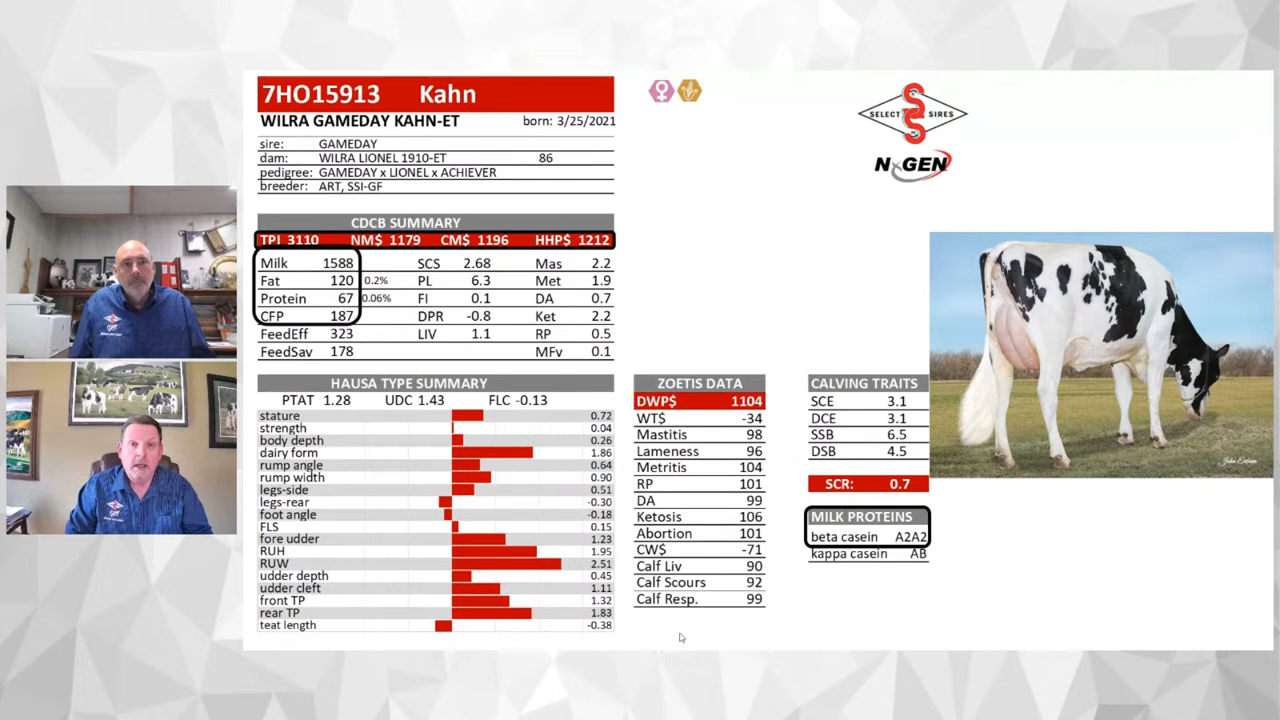 7HO15913 Kahn
WILRA GAMEDAY KAHN-ET born: 3/25/2021
sire: GAMEDAY
dam: WILRA LIONEL 1910-ET 86
pedigree: GAMEDAY x LIONEL x ACHIEVER
breeder: ART, SSI-GF
CDCB SUMMARY
TPI 3110 NM$ 1179 CM$ 1196 HHP$ 1212
Milk 1588 SCS 2.68 Mas 2.2
Fat 120 0.2% PL 6.3 Met 1.9
Protein 67 0.06% FI 0.1 DA 0.7
CFP 187 DPR -0.8 Ket 2.2
FeedEff 323 LIV 1.1 RP 0.5
FeedSav 178 MFv 0.1
HAUSA TYPE SUMMARY
PTAT 1.28 UDC 1.43 FLC -0.13
stature 0.72
strength 0.04
body depth 0.26
dairy form 1.86
rump angle 0.64
rump width 0.90
legs-side 0.51
legs-rear -0.30
foot angle -0.18
FLS 0.15
fore udder 1.23
RUH 1.95
RUW 2.51
udder depth 0.45
udder cleft 1.11
front TP 1.32
rear TP 1.83
teat length -0.38
ZOETIS DATA
DWP$ 1104
WT$ -34
Mastitis 98
Lameness 96
Metritis 104
RP 101
DA 99
Ketosis 106
Abortion 101
CW$ -71
Calf Liv 90
Calf Scours 92
Calf Resp. 99
CALVING TRAITS
SCE 3.1
DCE 3.1
SSB 6.5
DSB 4.5
SCR: 0.7
MILK PROTEINS
beta casein A2A2
kappa casein AB
SELECT SIRES
NxGEN